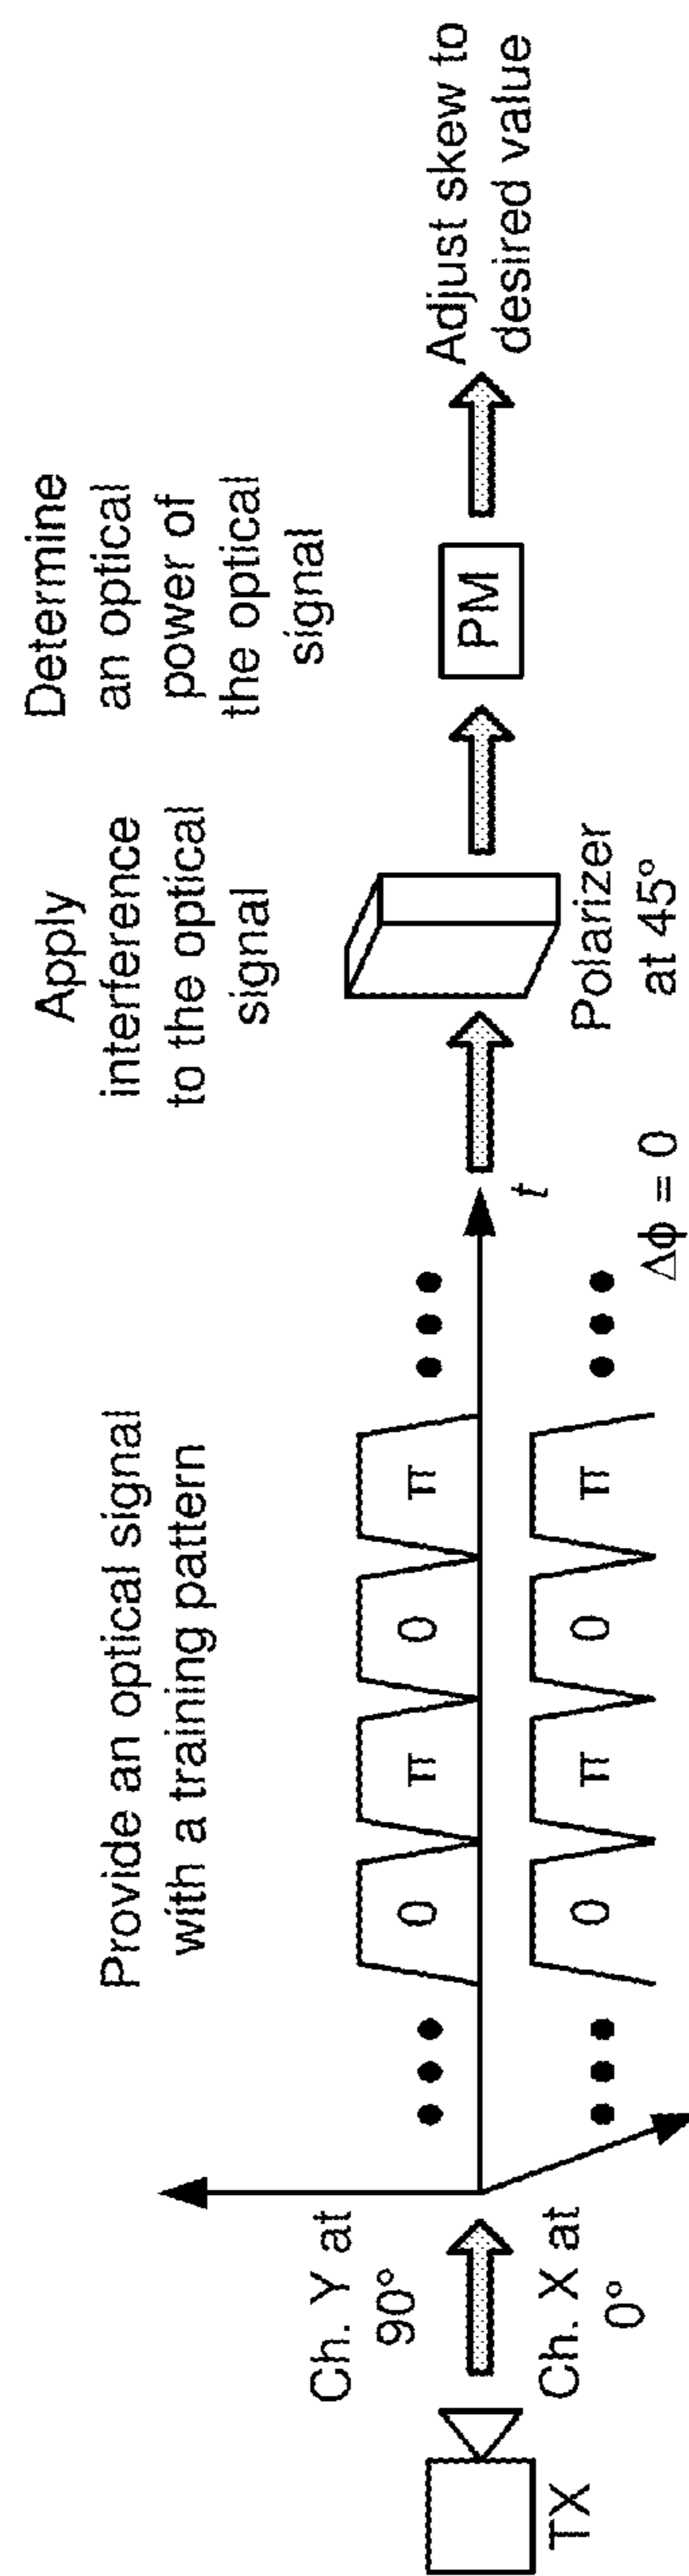 TX
Ch. Y at
90°
Ch. X at
0°
Provide an optical signal
with a training pattern
0 π 0 π
0 π 0 π
t
Δϕ = 0
Apply
interference
to the optical
signal
Polarizer
at 45°
Determine
an optical
power of
the optical
signal
PM
Adjust skew to
desired value